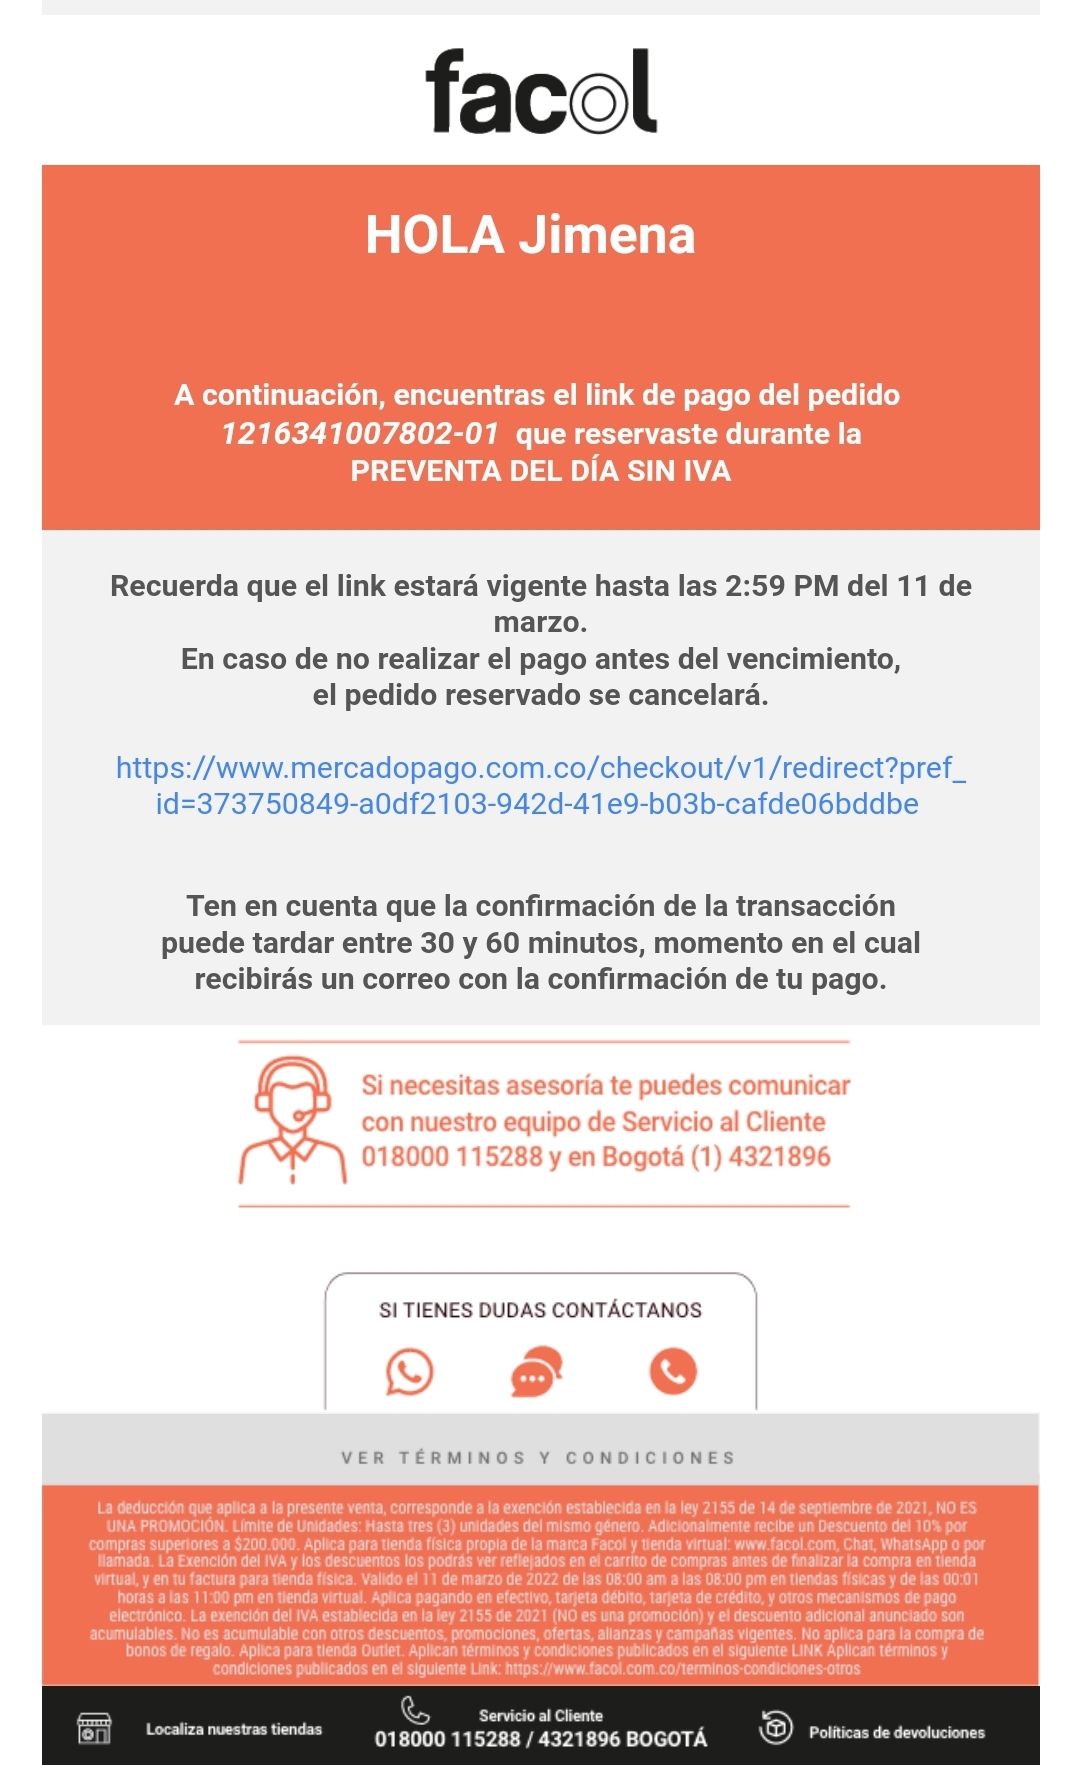 facol
HOLA Jimena
A continuación, encuentras el link de pago del pedido
1216341007802-01 que reservaste durante la
PREVENTA DEL DÍA SIN IVA
Recuerda que el link estará vigente hasta las 2:59 PM del 11 de
marzo.
En caso de no realizar el pago antes del vencimiento,
el pedido reservado se cancelará.
https://www.mercadopago.com.co/checkout/v1/redirect?pref_
id=373750849-a0df2103-942d-41e9-b03b-cafde06bddbe
Ten en cuenta que la confirmación de la transacción
puede tardar entre 30 y 60 minutos, momento en el cual
recibirás un correo con la confirmación de tu pago.
Si necesitas asesoría te puedes comunicar
con nuestro equipo de Servicio al Cliente
018000 115288 y en Bogotá (1) 4321896
SI TIENES DUDAS CONTÁCTANOS
VER TÉRMINOS Y CONDICIONES
La deducción que aplica a la presente venta, corresponde a la exención establecida en la ley 2155 de 14 de septiembre de 2021, NO ES
UNA PROMOCIÓN. Límite de Unidades: Hasta tres (3) unidades del mismo género. Adicionalmente recibe un Descuento del 10% por
compras superiores a $200.000. Aplica para tienda física propia de la marca Facol y tienda virtual: www.facol.com, Chat, WhatsApp o por
llamada. La Exención del IVA y los descuentos los podrás ver reflejados en el carrito de compras antes de finalizar la compra en tienda
virtual, y en tu factura para tienda física. Valido el 11 de marzo de 2022 de las 08:00 am a las 08:00 pm en tiendas físicas y de las 00:01
horas a las 11:00 pm en tienda virtual. Aplica pagando en efectivo, tarjeta débito, tarjeta de crédito, y otros mecanismos de pago
electrónico. La exención del IVA establecida en la ley 2155 de 2021 (NO es una promoción) y el descuento adicional anunciado son
acumulables. No es acumulable con otros descuentos, promociones, ofertas, alianzas y campañas vigentes. No aplica para la compra de
bonos de regalo. Aplica para tienda Outlet. Aplican términos y condiciones publicados en el siguiente LINK Aplican términos y
condiciones publicados en el siguiente Link: https://www.facol.com.co/terminos-condiciones-otros
Localiza nuestras tiendas
Servicio al Cliente
018000 115288 / 4321896 BOGOTÁ
Políticas de devoluciones